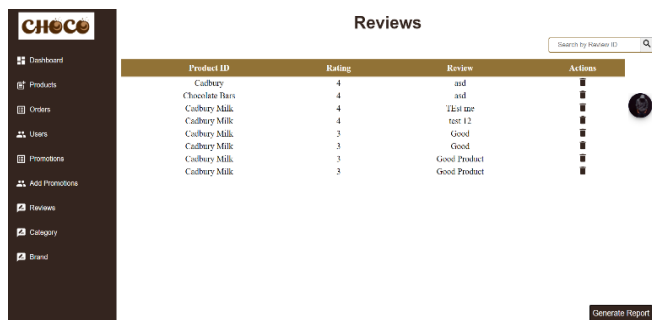 CHOCO
Reviews
Search by Review ID
Dashboard
Products
Orders
Users
Promotions
Add Promotions
Reviews
Category
Brand
Product ID Rating Review Actions
Cadbury 4 asd
Chocolate Bars 4 asd
Cadbury Milk 4 TEst me
Cadbury Milk 4 test 12
Cadbury Milk 3 Good
Cadbury Milk 3 Good
Cadbury Milk 3 Good Product
Cadbury Milk 3 Good Product
Generate Report